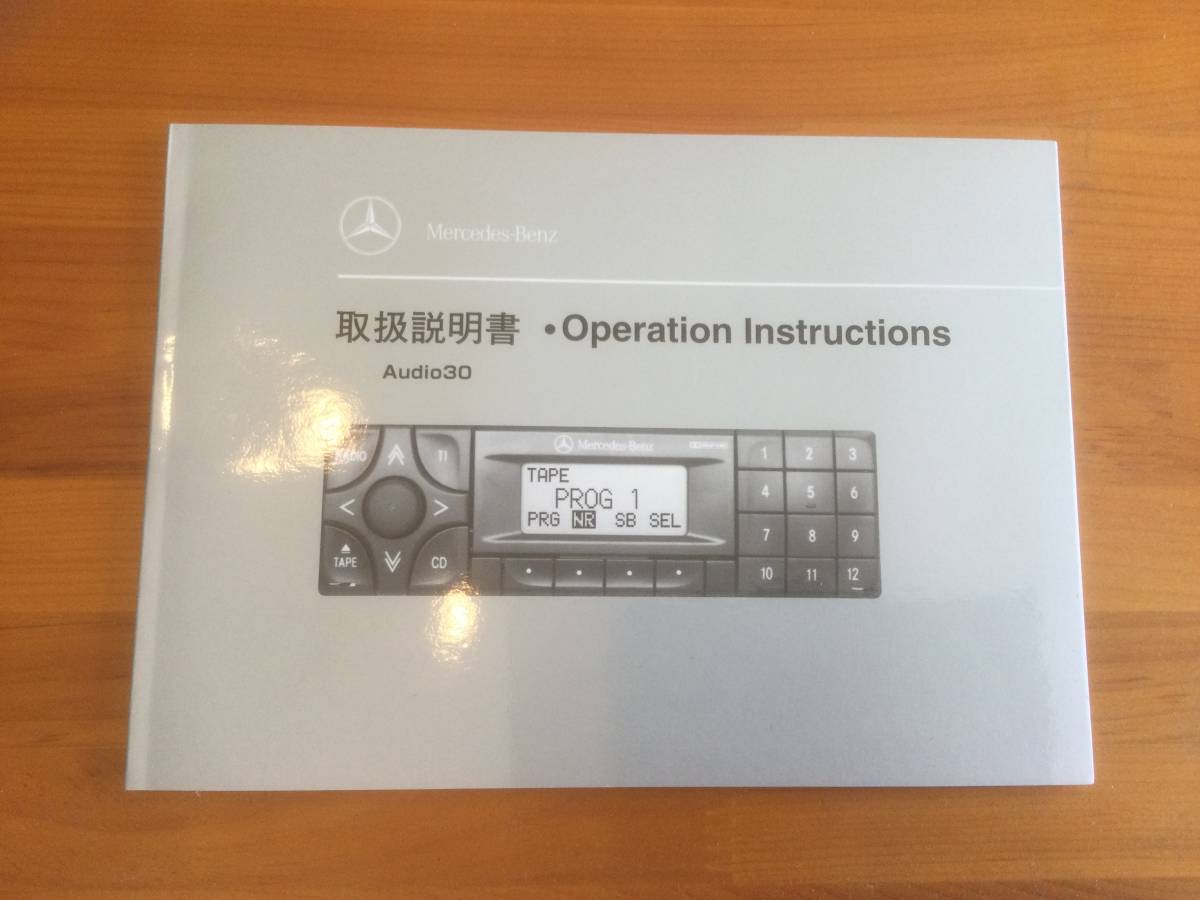 Mercedes-Benz
取扱説明書 • Operation Instructions
Audio30
RADIO
TI
Mercedes-Benz
1 2 3
TAPE
PROG 1
4 5 6
PRG NR SB SEL
7 8 9
TAPE
CD
10 11 12